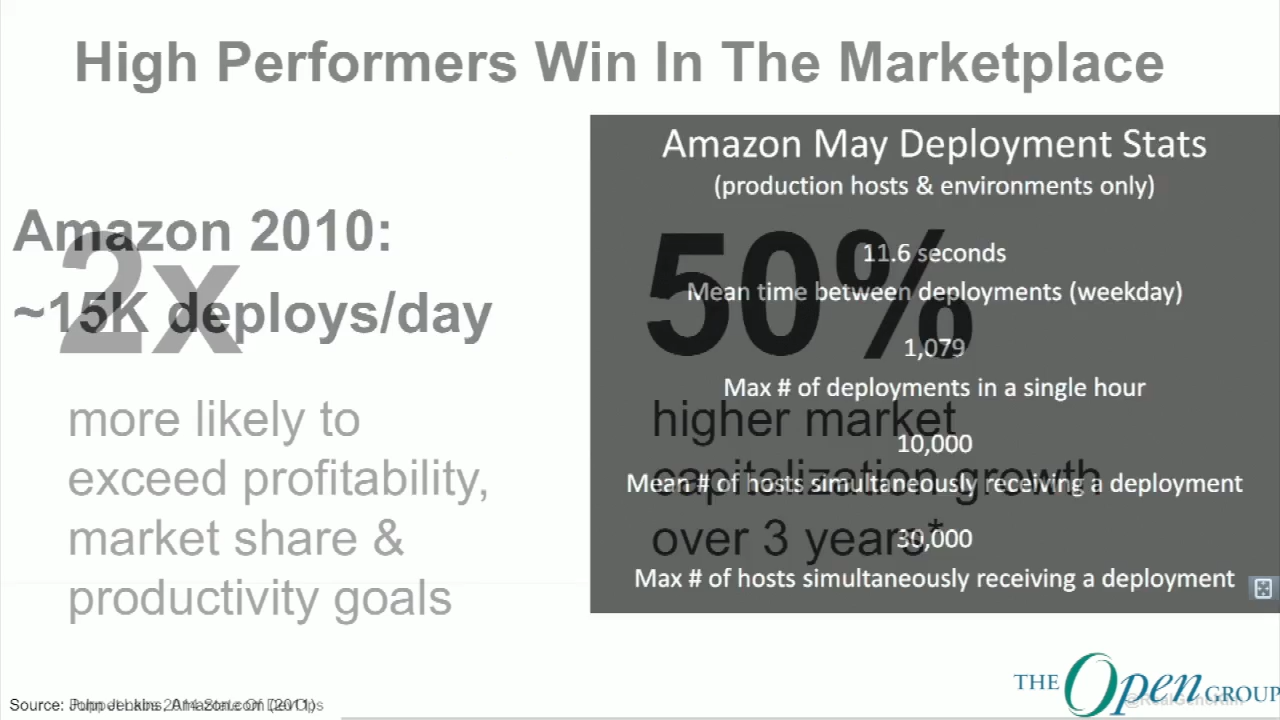 High Performers Win In The Marketplace
Amazon 2010:
~15K deploys/day
2x
more likely to
exceed profitability,
market share &
productivity goals
50%
higher market
capitalization growth
over 3 years*
Amazon May Deployment Stats
(production hosts & environments only)
11.6 seconds
Mean time between deployments (weekday)
1,079
Max # of deployments in a single hour
10,000
Mean # of hosts simultaneously receiving a deployment
30,000
Max # of hosts simultaneously receiving a deployment
Source:
THE Open GROUP